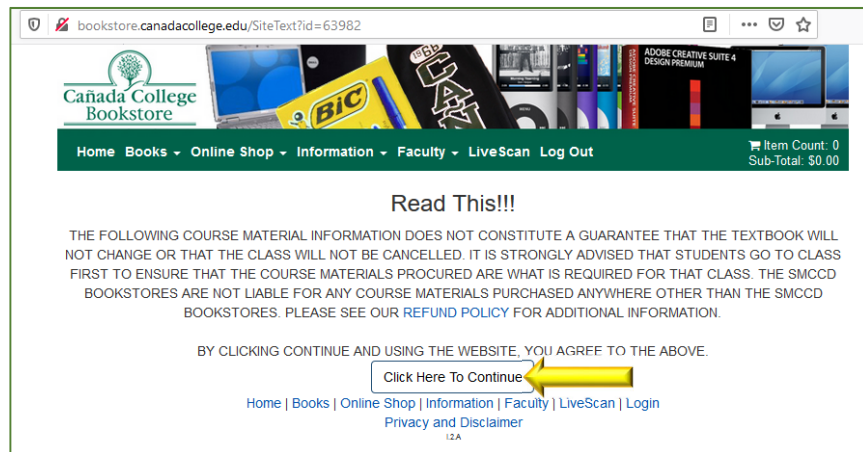 bookstore.canadacollege.edu/SiteText?id=63982
Cañada College
Bookstore
BiC
1968
CAN
ADOBE CREATIVE SUITE 4
DESIGN PREMIUM
Home Books Online Shop Information Faculty LiveScan Log Out
Item Count: 0
Sub-Total: $0.00
Read This!!!
THE FOLLOWING COURSE MATERIAL INFORMATION DOES NOT CONSTITUTE A GUARANTEE THAT THE TEXTBOOK WILL
NOT CHANGE OR THAT THE CLASS WILL NOT BE CANCELLED. IT IS STRONGLY ADVISED THAT STUDENTS GO TO CLASS
FIRST TO ENSURE THAT THE COURSE MATERIALS PROCURED ARE WHAT IS REQUIRED FOR THAT CLASS. THE SMCCD
BOOKSTORES ARE NOT LIABLE FOR ANY COURSE MATERIALS PURCHASED ANYWHERE OTHER THAN THE SMCCD
BOOKSTORES. PLEASE SEE OUR REFUND POLICY FOR ADDITIONAL INFORMATION.
BY CLICKING CONTINUE AND USING THE WEBSITE, YOU AGREE TO THE ABOVE.
Click Here To Continue
Home | Books | Online Shop | Information | Faculty | LiveScan | Login
Privacy and Disclaimer